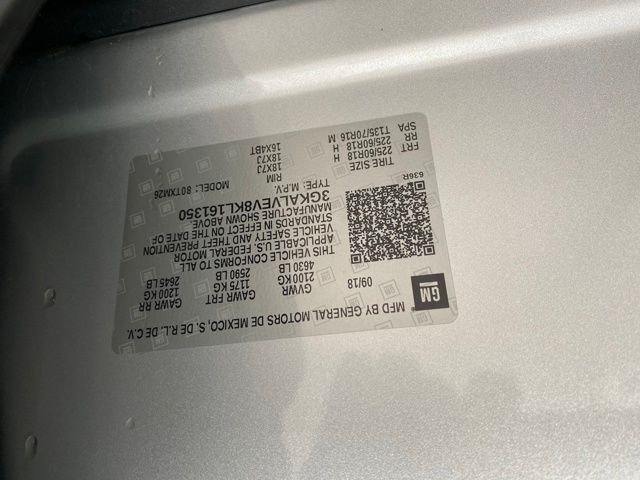 GM
MFD BY GENERAL MOTORS DE MEXICO, S. DE R.L. DE C.V.
09/18
GVWR
2100 KG
4630 LB
GAWR FRT
1175 KG
2590 LB
GAWR RR
1200 KG
2645 LB
THIS VEHICLE CONFORMS TO ALL
APPLICABLE U.S. FEDERAL MOTOR
VEHICLE SAFETY AND THEFT PREVENTION
STANDARDS IN EFFECT ON THE DATE OF
MANUFACTURE SHOWN ABOVE
3GKALVEV8KL161350
TYPE: M.P.V. MODEL: 80TXM26
636R
TIRE SIZE RIM
FRT 225/60R18 H 18X7J
RR 225/60R18 H 18X7J
SPA T135/70R16 M 16X4BT